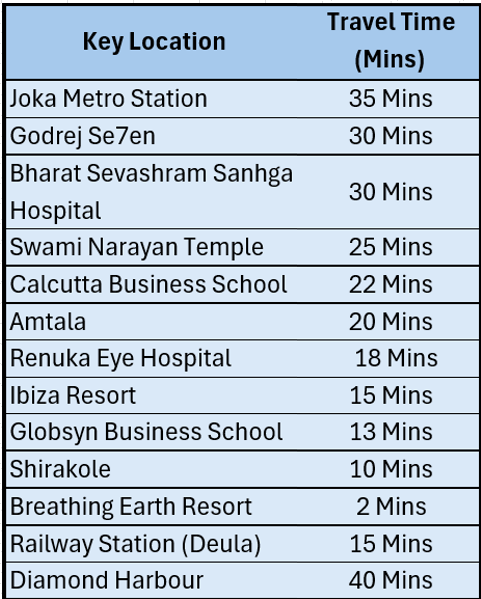 Key Location
Travel Time
(Mins)
Joka Metro Station 35 Mins
Godrej Se7en 30 Mins
Bharat Sevashram Sanhga
Hospital
30 Mins
Swami Narayan Temple 25 Mins
Calcutta Business School 22 Mins
Amtala 20 Mins
Renuka Eye Hospital 18 Mins
Ibiza Resort 15 Mins
Globsyn Business School 13 Mins
Shirakole 10 Mins
Breathing Earth Resort 2 Mins
Railway Station (Deula) 15 Mins
Diamond Harbour 40 Mins